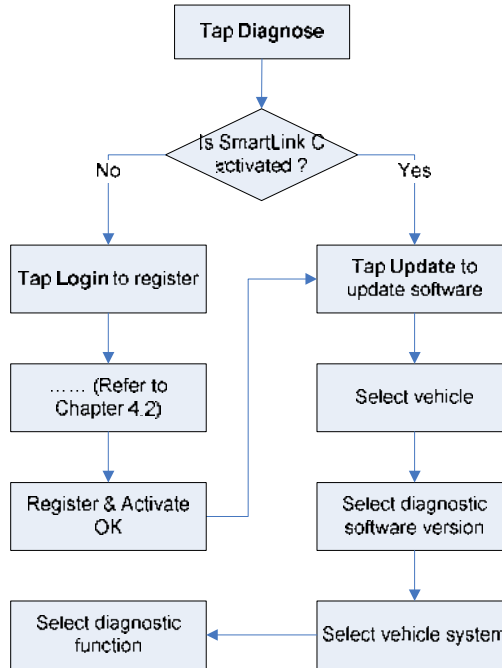 Tap Diagnose
Is SmartLink C
activated ?
No
Yes
Tap Login to register
Tap Update to
update software
…… (Refer to
Chapter 4.2)
Select vehicle
Register & Activate
OK
Select diagnostic
software version
Select diagnostic
function
Select vehicle system